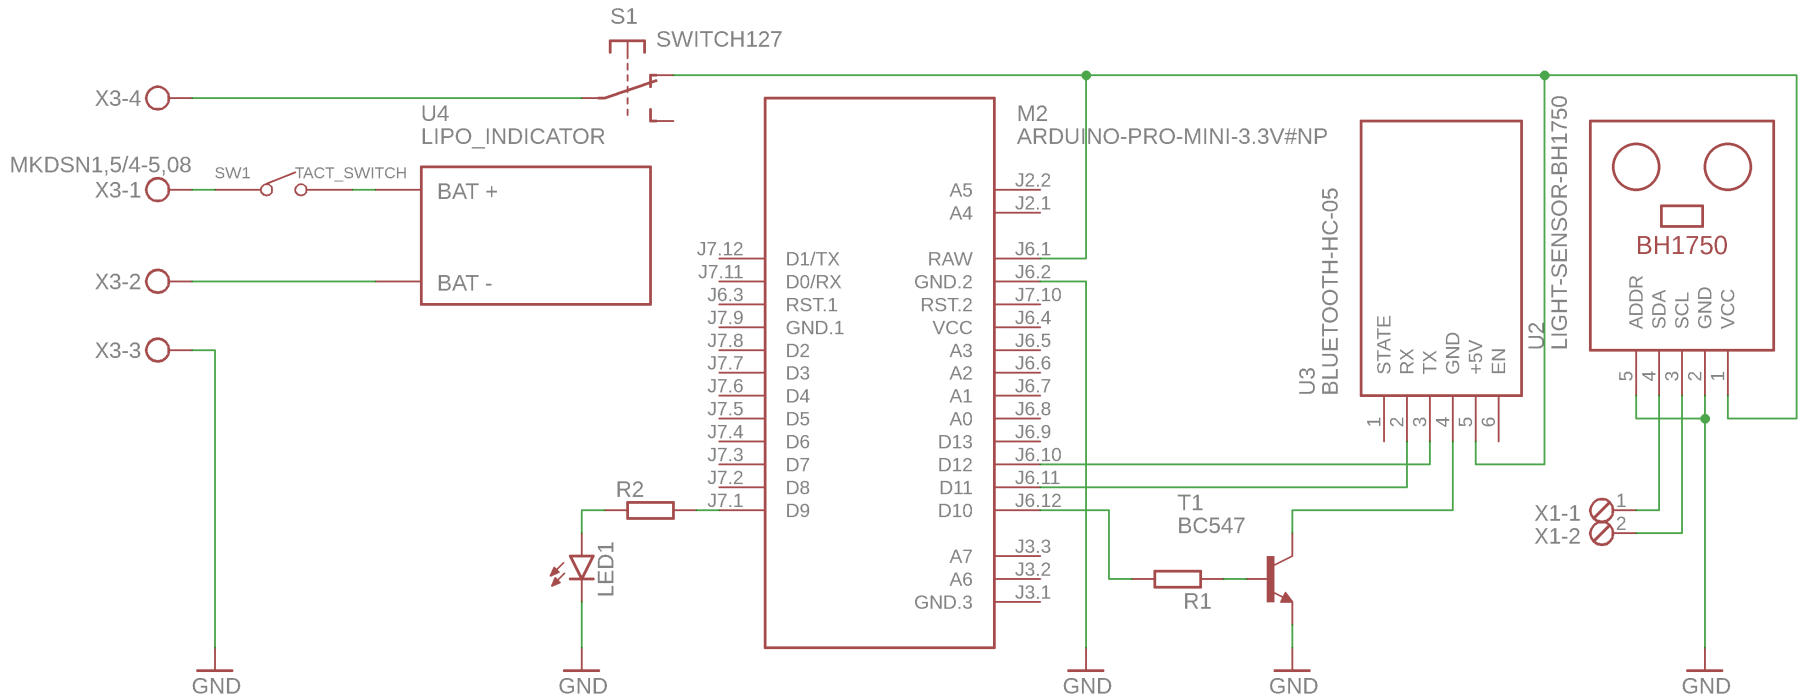 S1
SWITCH127
X3-4
U4
LIPO_INDICATOR
MKDSN1,5/4-5,08
X3-1
SW1
TACT_SWITCH
BAT +
X3-2
BAT -
X3-3
GND
M2
ARDUINO-PRO-MINI-3.3V#NP
J7.12 D1/TX
J7.11 D0/RX
J6.3 RST.1
J7.9 GND.1
J7.8 D2
J7.7 D3
J7.6 D4
J7.5 D5
J7.4 D6
J7.3 D7
J7.2 D8
J7.1 D9
A5 J2.2
A4 J2.1
RAW J6.1
GND.2 J6.2
RST.2 J7.10
VCC J6.4
A3 J6.5
A2 J6.6
A1 J6.7
A0 J6.8
D13 J6.9
D12 J6.10
D11 J6.11
D10 J6.12
A7 J3.3
A6 J3.2
GND.3 J3.1
R2
LED1
GND
GND
T1
BC547
R1
GND
U3
BLUETOOTH-HC-05
STATE
RX
TX
GND
+5V
EN
1
2
3
4
5
6
U2
LIGHT-SENSOR-BH1750
BH1750
ADDR
SDA
SCL
GND
VCC
5
4
3
2
1
X1-1 1
X1-2 2
GND